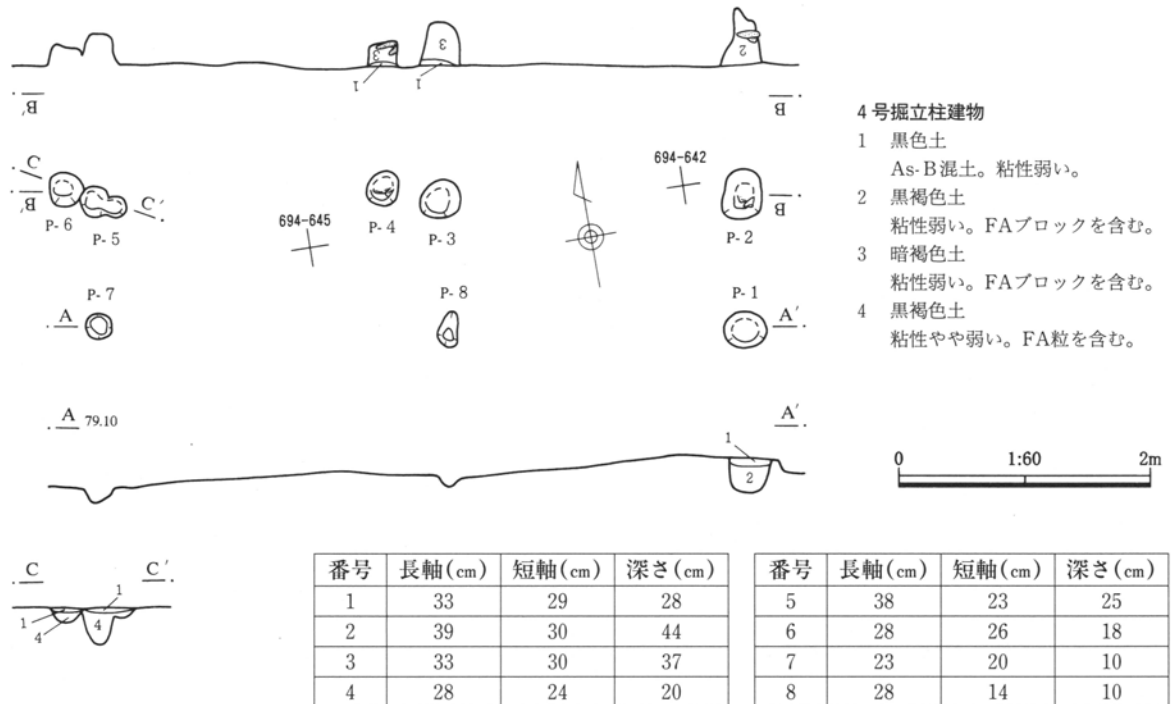 3
3
2
1
1
B′
B
C
B′
C′
P-6
P-5
694-645
P-4
P-3
694-642
B
P-2
P-7
A
P-8
P-1
A′
A 79.10
A′
1
2
C
C′
1
1
4
4
4号掘立柱建物
1 黒色土
As-B混土。粘性弱い。
2 黒褐色土
粘性弱い。FAブロックを含む。
3 暗褐色土
粘性弱い。FAブロックを含む。
4 黒褐色土
粘性やや弱い。FA粒を含む。
0 1:60 2m
番号 長軸(cm) 短軸(cm) 深さ(cm)
1 33 29 28
2 39 30 44
3 33 30 37
4 28 24 20
番号 長軸(cm) 短軸(cm) 深さ(cm)
5 38 23 25
6 28 26 18
7 23 20 10
8 28 14 10